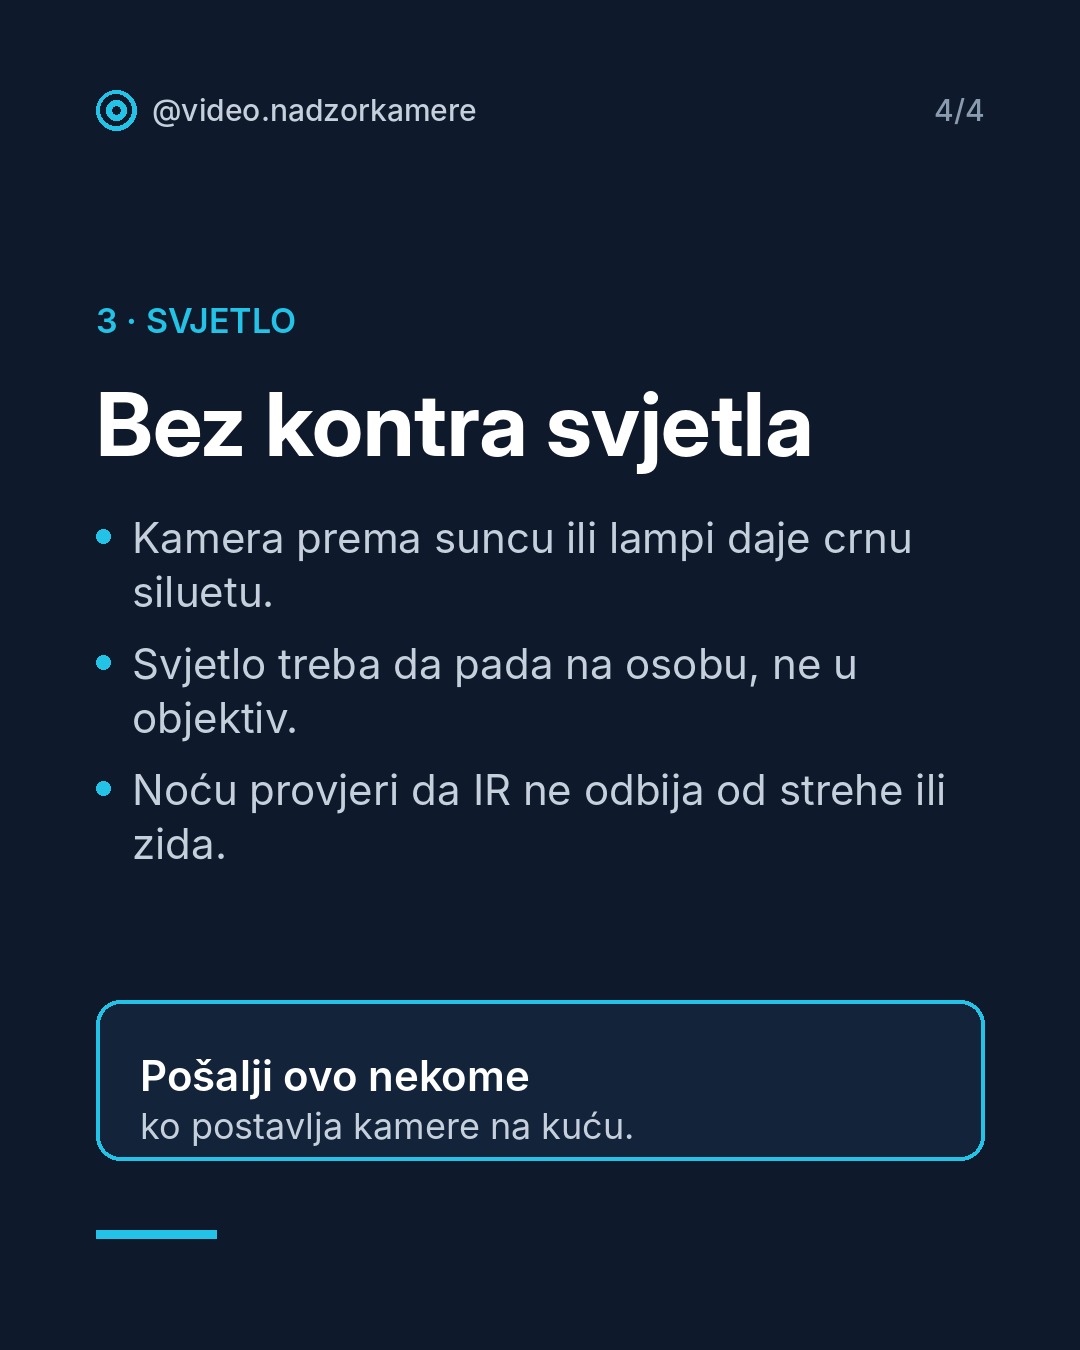 @video.nadzorkamere
4/4
3 · SVJETLO
Bez kontra svjetla
• Kamera prema suncu ili lampi daje crnu
siluetu.
• Svjetlo treba da pada na osobu, ne u
objektiv.
• Noću provjeri da IR ne odbija od strehe ili
zida.
Pošalji ovo nekome
ko postavlja kamere na kuću.